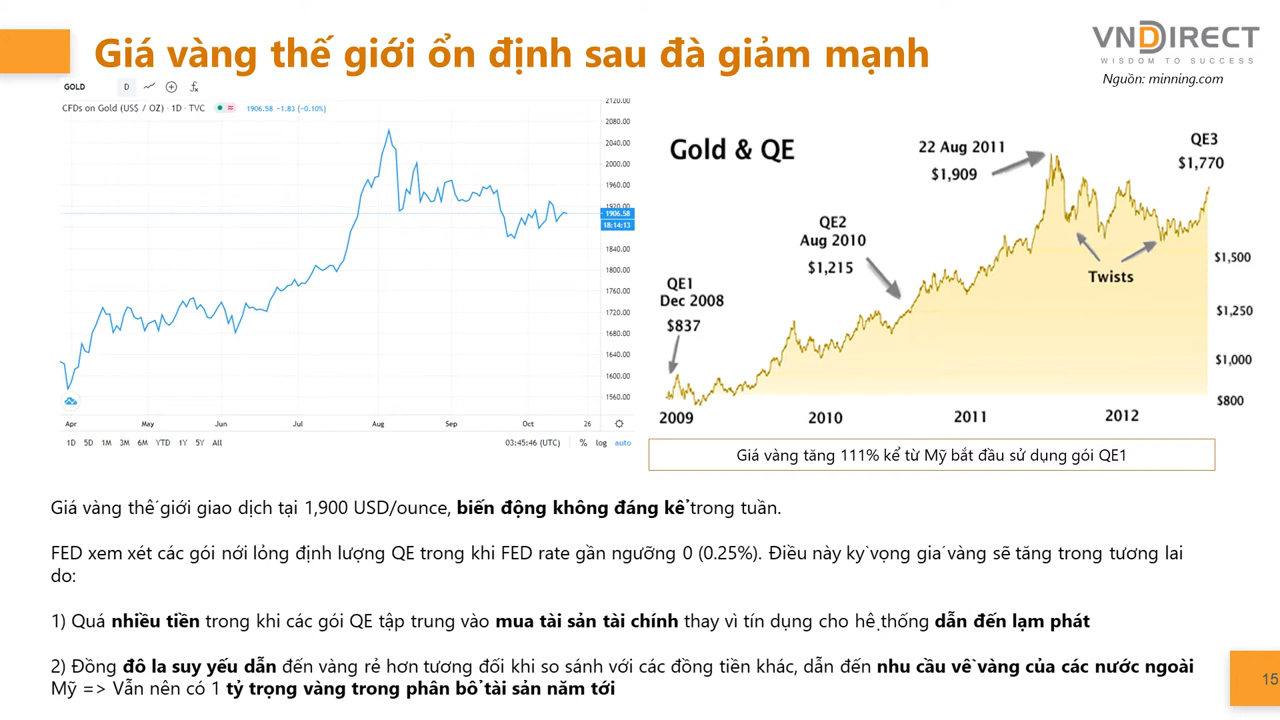 Giá vàng thế giới ổn định sau đà giảm mạnh
VNDIRECT
WISDOM TO SUCCESS
Nguồn: minning.com
GOLD D
CFDs on Gold (US$ / OZ) · 1D · TVC 1906.58 −1.83 (−0.10%)
2120.00
2080.00
2040.00
2000.00
1960.00
1920.00
1906.58
18:14:13
1840.00
1800.00
1760.00
1720.00
1680.00
1640.00
1600.00
1560.00
Apr May Jun Jul Aug Sep Oct 26
1D 5D 1M 3M 6M YTD 1Y 5Y All 03:45:46 (UTC) % log auto
Gold & QE
22 Aug 2011
$1,909
QE3
$1,770
QE2
Aug 2010
$1,215
QE1
Dec 2008
$837
Twists
$1,500
$1,250
$1,000
$800
2009 2010 2011 2012
Giá vàng tăng 111% kể từ Mỹ bắt đầu sử dụng gói QE1
Giá vàng thế giới giao dịch tại 1,900 USD/ounce, biến động không đáng kể trong tuần.
FED xem xét các gói nới lỏng định lượng QE trong khi FED rate gần ngưỡng 0 (0.25%). Điều này kỳ vọng giá vàng sẽ tăng trong tương lai
do:
1) Quá nhiều tiền trong khi các gói QE tập trung vào mua tài sản tài chính thay vì tín dụng cho hệ thống dẫn đến lạm phát
2) Đồng đô la suy yếu dẫn đến vàng rẻ hơn tương đối khi so sánh với các đồng tiền khác, dẫn đến nhu cầu về vàng của các nước ngoài
Mỹ => Vẫn nên có 1 tỷ trọng vàng trong phân bổ tài sản năm tới
15